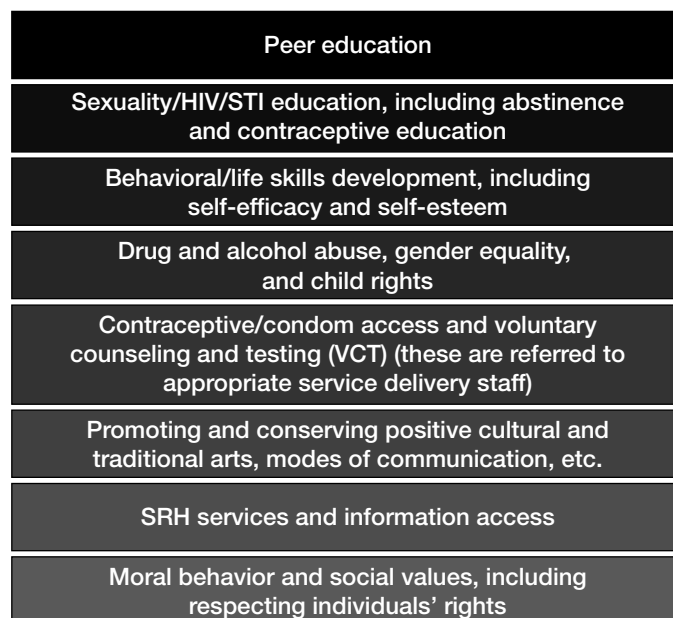 Peer education
Sexuality/HIV/STI education, including abstinence
and contraceptive education
Behavioral/life skills development, including
self-efficacy and self-esteem
Drug and alcohol abuse, gender equality,
and child rights
Contraceptive/condom access and voluntary
counseling and testing (VCT) (these are referred to
appropriate service delivery staff)
Promoting and conserving positive cultural and
traditional arts, modes of communication, etc.
SRH services and information access
Moral behavior and social values, including
respecting individuals’ rights